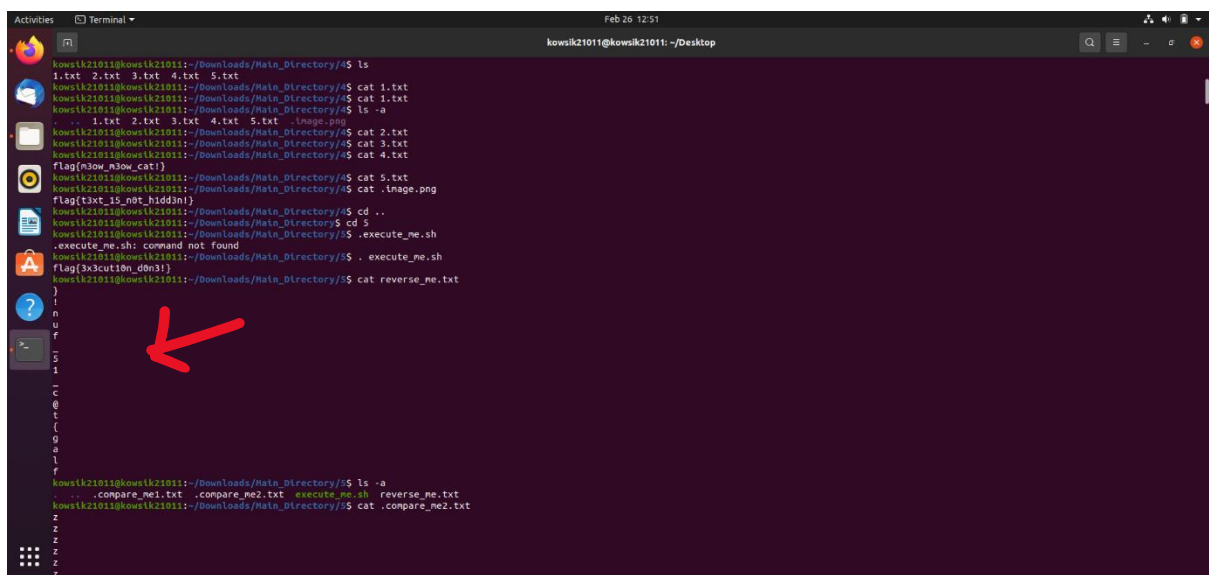 Activities
Terminal
Feb 26 12:51
kowsik21011@kowsik21011: ~/Desktop
kowsik21011@kowsik21011:~/Downloads/Main_Directory/4$ ls
1.txt 2.txt 3.txt 4.txt 5.txt
kowsik21011@kowsik21011:~/Downloads/Main_Directory/4$ cat 1.txt
kowsik21011@kowsik21011:~/Downloads/Main_Directory/4$ cat 1.txt
kowsik21011@kowsik21011:~/Downloads/Main_Directory/4$ ls -a
. .. 1.txt 2.txt 3.txt 4.txt 5.txt .image.png
kowsik21011@kowsik21011:~/Downloads/Main_Directory/4$ cat 2.txt
kowsik21011@kowsik21011:~/Downloads/Main_Directory/4$ cat 3.txt
kowsik21011@kowsik21011:~/Downloads/Main_Directory/4$ cat 4.txt
flag{m3ow_m3ow_cat!}
kowsik21011@kowsik21011:~/Downloads/Main_Directory/4$ cat 5.txt
kowsik21011@kowsik21011:~/Downloads/Main_Directory/4$ cat .image.png
flag{t3xt_15_n0t_h1dd3n!}
kowsik21011@kowsik21011:~/Downloads/Main_Directory/4$ cd ..
kowsik21011@kowsik21011:~/Downloads/Main_Directory$ cd 5
kowsik21011@kowsik21011:~/Downloads/Main_Directory/5$ .execute_me.sh
.execute_me.sh: command not found
kowsik21011@kowsik21011:~/Downloads/Main_Directory/5$ . execute_me.sh
flag{3x3cut10n_d0n3!}
kowsik21011@kowsik21011:~/Downloads/Main_Directory/5$ cat reverse_me.txt
}
!
n
u
f
_
5
1
_
c
@
t
{
g
a
l
f
kowsik21011@kowsik21011:~/Downloads/Main_Directory/5$ ls -a
. .. .compare_me1.txt .compare_me2.txt execute_me.sh reverse_me.txt
kowsik21011@kowsik21011:~/Downloads/Main_Directory/5$ cat .compare_me2.txt
z
z
z
z
z
z